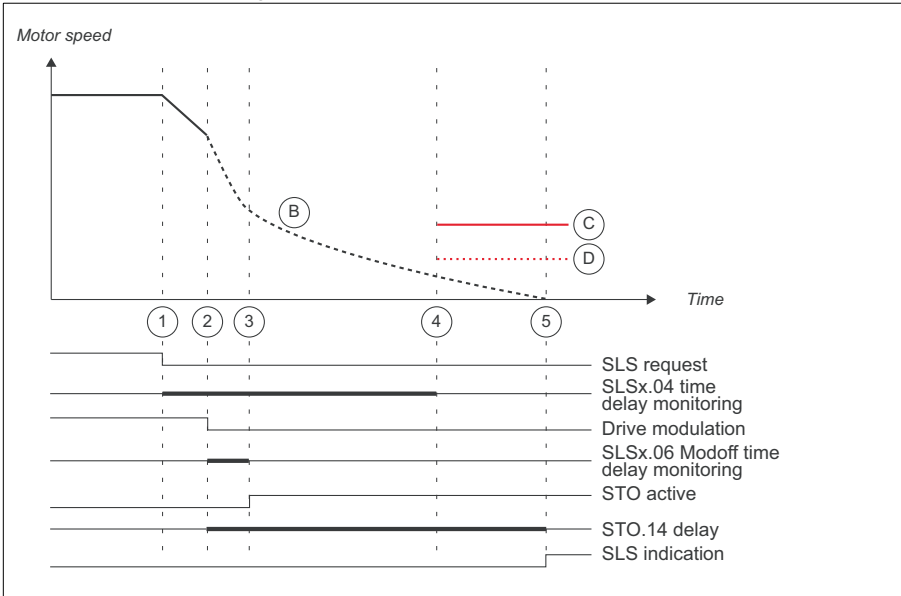 Motor speed
B
C
D
Time
1 2 3 4 5
SLS request
SLSx.04 time
delay monitoring
Drive modulation
SLSx.06 Modoff time
delay monitoring
STO active
STO.14 delay
SLS indication